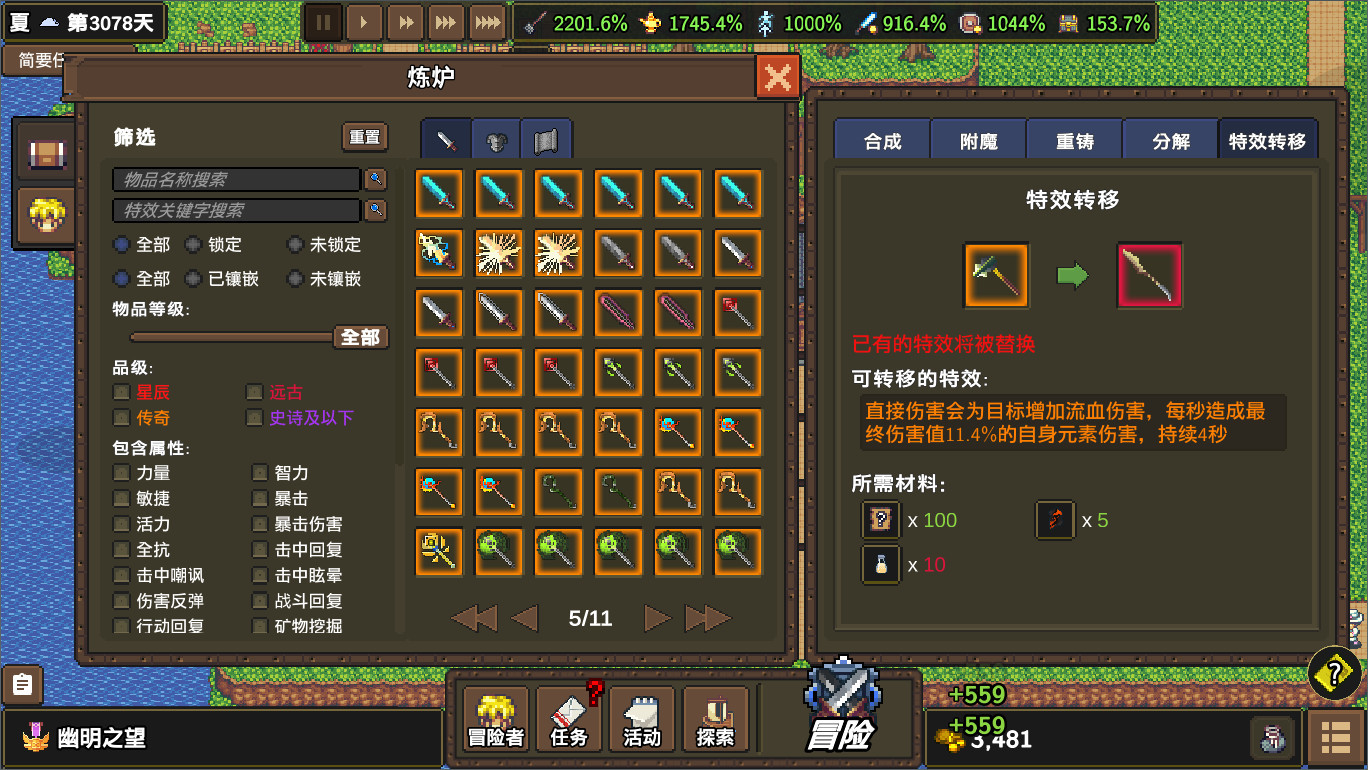 夏 第3078天
2201.6% 1745.4% 1000% 916.4% 1044% 153.7%
简要任
炼炉
筛选 重置
物品名称搜索
特效关键字搜索
全部 锁定 未锁定
全部 已镶嵌 未镶嵌
物品等级:
全部
品级:
星辰 远古
传奇 史诗及以下
包含属性:
力量 智力
敏捷 暴击
活力 暴击伤害
全抗 击中回复
击中嘲讽 击中眩晕
伤害反弹 战斗回复
行动回复 矿物挖掘
5/11
合成 附魔 重铸 分解 特效转移
特效转移
已有的特效将被替换
可转移的特效:
直接伤害会为目标增加流血伤害，每秒造成最
终伤害值11.4%的自身元素伤害，持续4秒
所需材料:
x 100 x 5
x 10
幽明之望
冒险者 任务 活动 探索 冒险
+559
+559
3,481